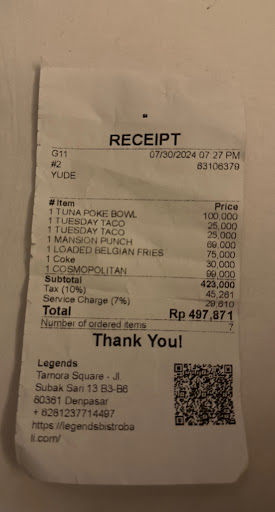 RECEIPT
G11 07/30/2024 07:27 PM
#2 63106379
YUDE
# Item Price
1 TUNA POKE BOWL 100,000
1 TUESDAY TACO 25,000
1 TUESDAY TACO 25,000
1 MANSION PUNCH 69,000
1 LOADED BELGIAN FRIES 75,000
1 Coke 30,000
1 COSMOPOLITAN 99,000
Subtotal 423,000
Tax (10%) 45,261
Service Charge (7%) 29,610
Total Rp 497,871
Number of ordered items 7
Thank You!
Legends
Tamora Square - Jl.
Subak Sari 13 B3-B6
80361 Denpasar
+ 6281237714497
https://legendsbistroba
li.com/